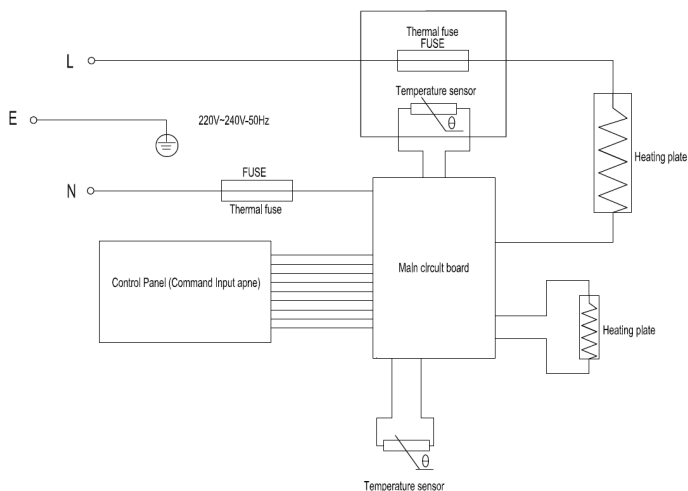 Thermal fuse
FUSE
L
Temperature sensor
θ
E
220V~240V-50Hz
Heating plate
FUSE
N
Thermal fuse
Control Panel (Command Input apne)
Main clrcuit board
Heating plate
θ
Temperature sensor